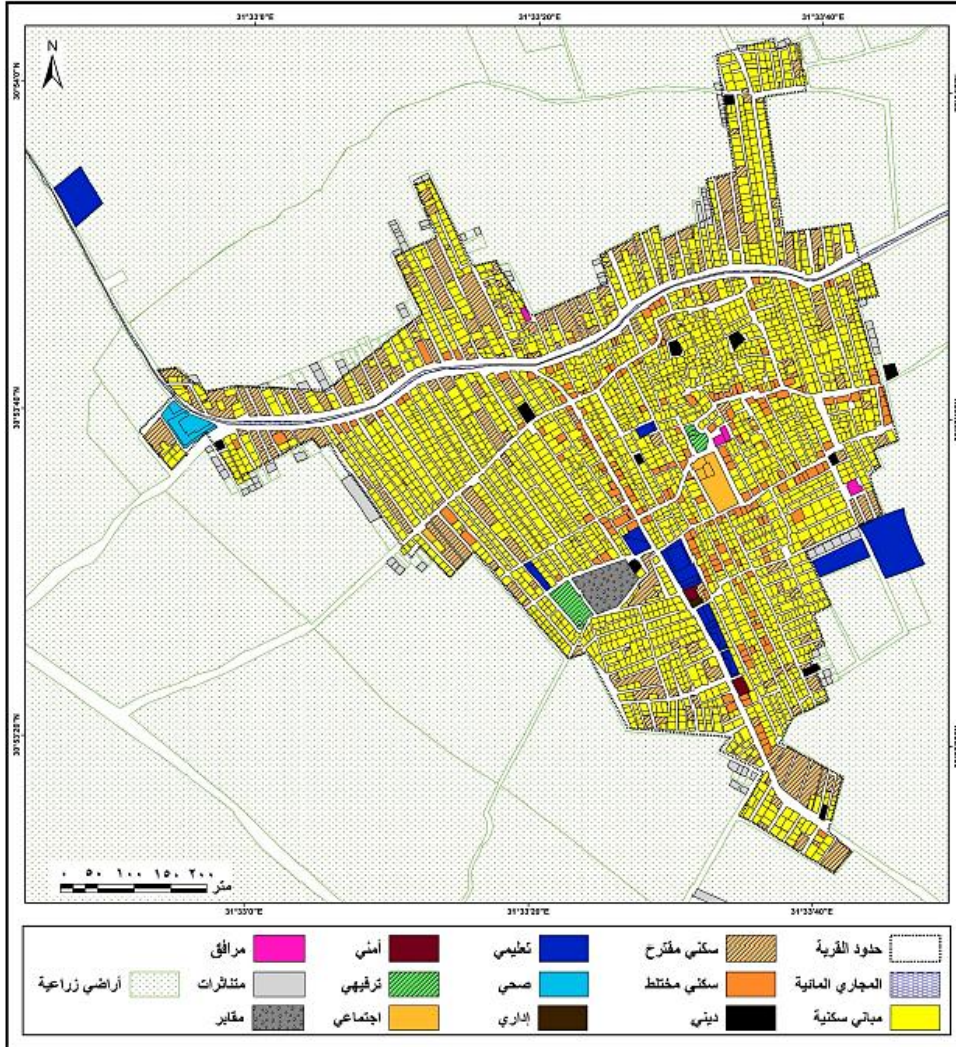 31°33'0"E 31°33'20"E 31°33'40"E
N
30°54'0"N
30°53'40"N
30°53'20"N
٠ ٥٠ ١٠٠ ١٥٠ ٢٠٠ متر
31°33'0"E 31°33'20"E 31°33'40"E
حدود القرية سكني مقترح تعليمي أمني مرافق
المجاري المائية سكني مختلط صحي ترفيهي متناثرات أراضي زراعية
مباني سكنية ديني إداري اجتماعي مقابر